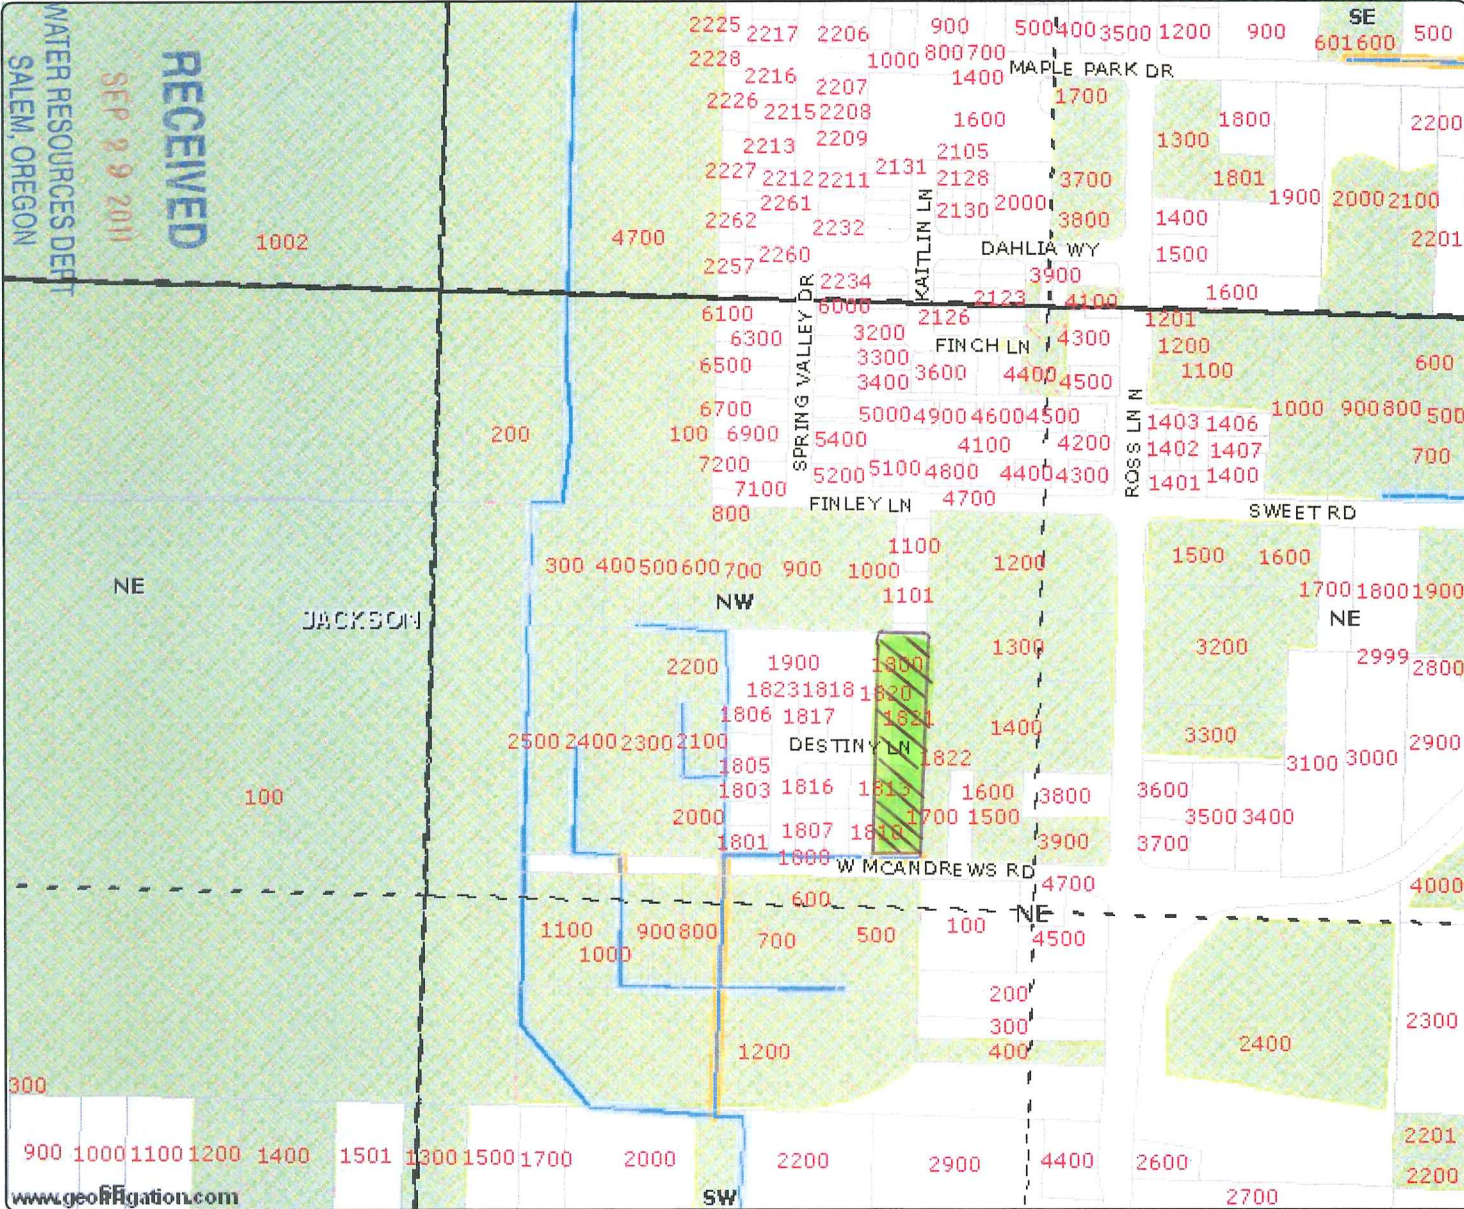 RECEIVED
SEP 29 2011
WATER RESOURCES DEPT
SALEM, OREGON
2225 2217 2206 900 500 400 3500 1200 900 SE 500
601 600
2228 1000 800 700 MAPLE PARK DR
2216 1400
2226 2207 1700
2215 2208 1600 1800 2200
2213 2209 1300
2105
2227 2212 2211 2131 2128 3700 1801
2261 2130 2000 1900 2000 2100
2262 2232 KAITLIN LN 3800 1400
1002 4700 2260 DAHLIA WY 1500 2201
2257 2234 3900
SPRING VALLEY DR 6000 2123 4100 1600
6100 2126 1201
6300 3200 FINCH LN 4300 1200
6500 3300 3600 4400 4500 1100 600
3400
6700 5000 4900 4600 4500 ROSS LN N 1403 1406 1000 900 800 500
200 100 6900 5400 4100 4200 1402 1407
7200 5200 5100 4800 4400 4300 1401 1400 700
7100 4700
800 FINLEY LN SWEET RD
1100 1500 1600
300 400 500 600 700 900 1000 1200
NE 1101 1700 1800 1900
NW NE
JACKSON
2200 1900 1800 1300 3200 2999 2800
1823 1818 1820
1806 1817 1821 1400
2500 2400 2300 2100 DESTINY LN 1822 3300 2900
1805 3100 3000
100 1803 1816 1813 1600 3800 3600
2000 1807 1810 1700 1500 3500 3400
1801 3900 3700
1800 W MCANDREWS RD
4700 4000
600 NE
1100 900 800 700 500 100 4500
1000
200
300 2300
1200 400 2400
300
2201
900 1000 1100 1200 1400 1501 1300 1500 1700 2000 2200 2900 4400 2600
2200
www.geolrrigation.com SE SW 2700